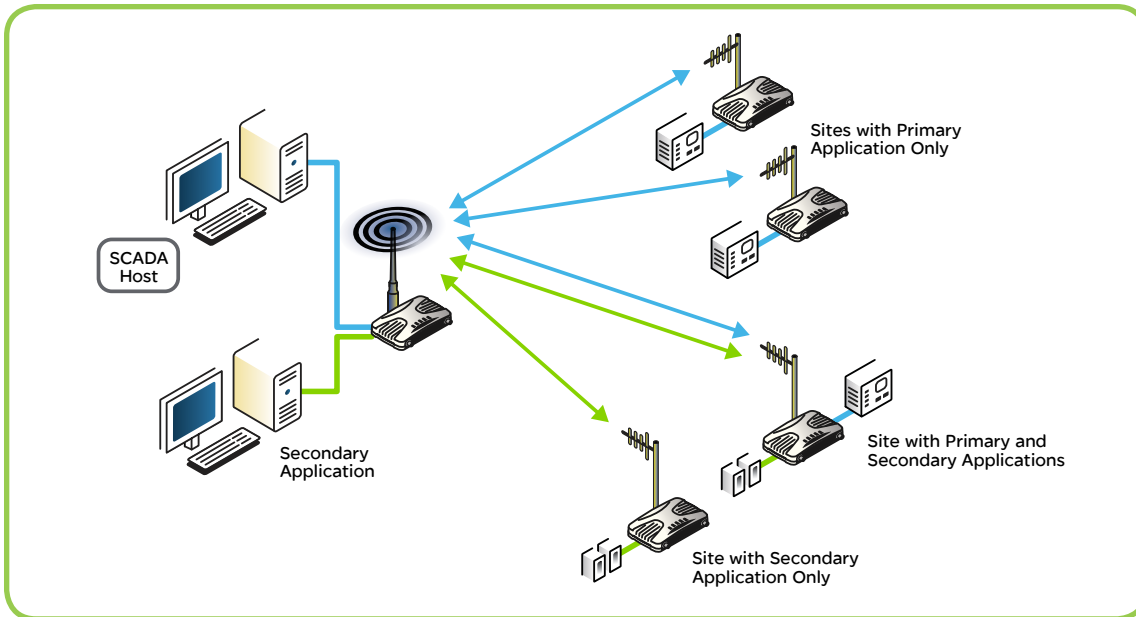 Sites with Primary
Application Only
SCADA
Host
Secondary
Application
Site with Primary and
Secondary Applications
Site with Secondary
Application Only